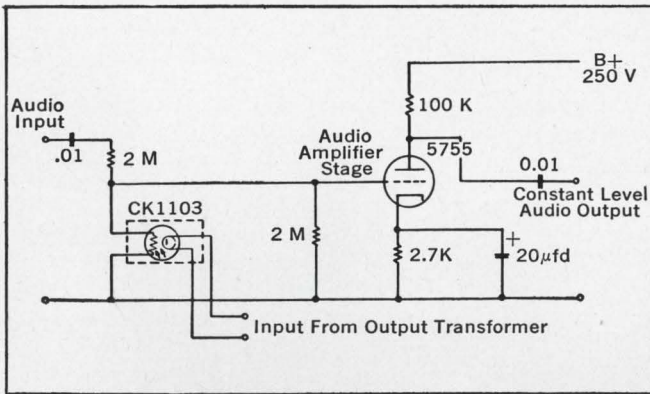 B+
250 V
100 K
Audio
Input
.01
2 M
Audio
Amplifier
Stage
5755
0.01
Constant Level
Audio Output
CK1103
2 M
2.7K
+
20μfd
Input From Output Transformer